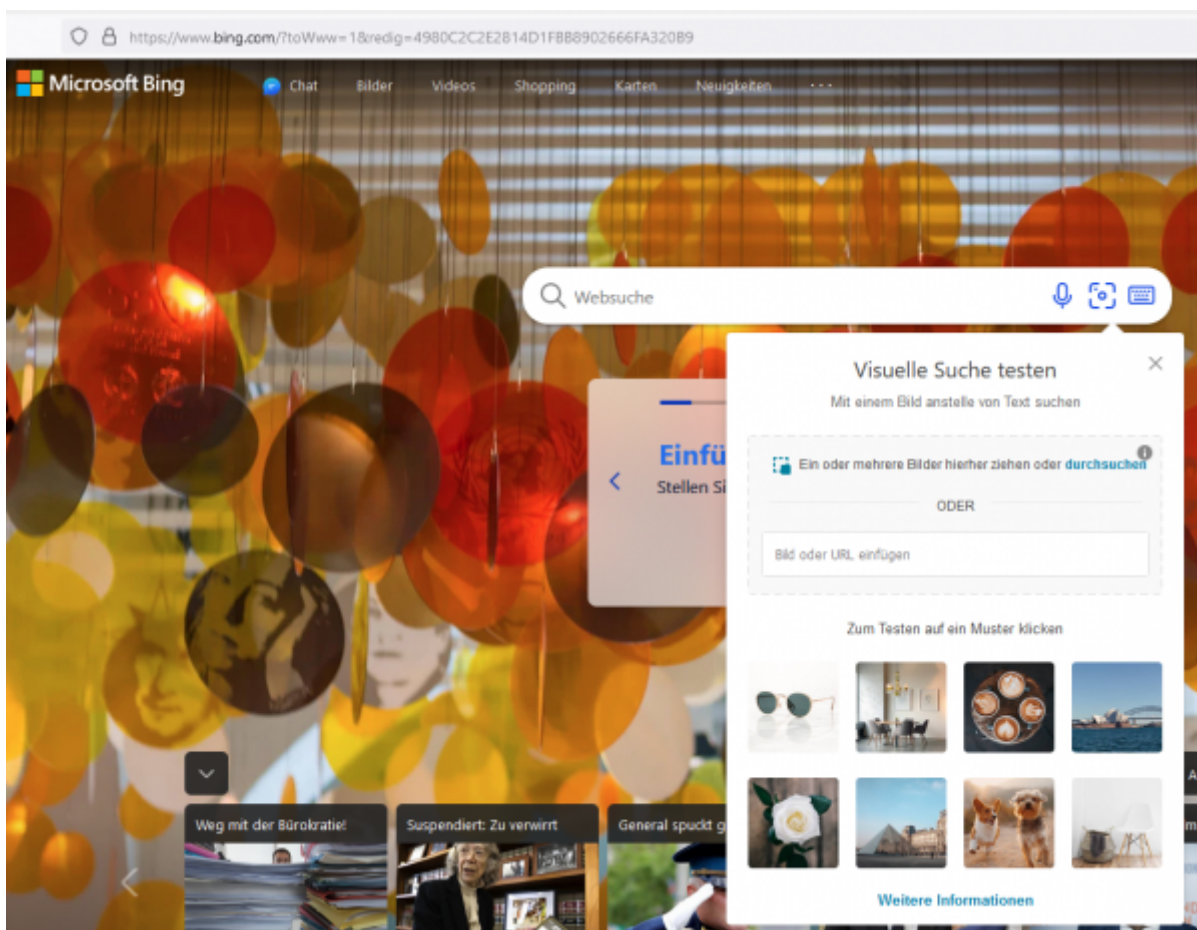 https://www.bing.com/?toWww=1&redig=4980C2C2E2814D1F8B8902666FA320B9
Microsoft Bing
Chat Bilder Videos Shopping Karten Neuigkeiten ...
Websuche
Visuelle Suche testen
Mit einem Bild anstelle von Text suchen
Einfü
Stellen Si
Ein oder mehrere Bilder hierher ziehen oder durchsuchen
ODER
Bild oder URL einfügen
Zum Testen auf ein Muster klicken
Weg mit der Bürokratie!
Suspendiert: Zu verwirrt
General spuckt g
Weitere Informationen